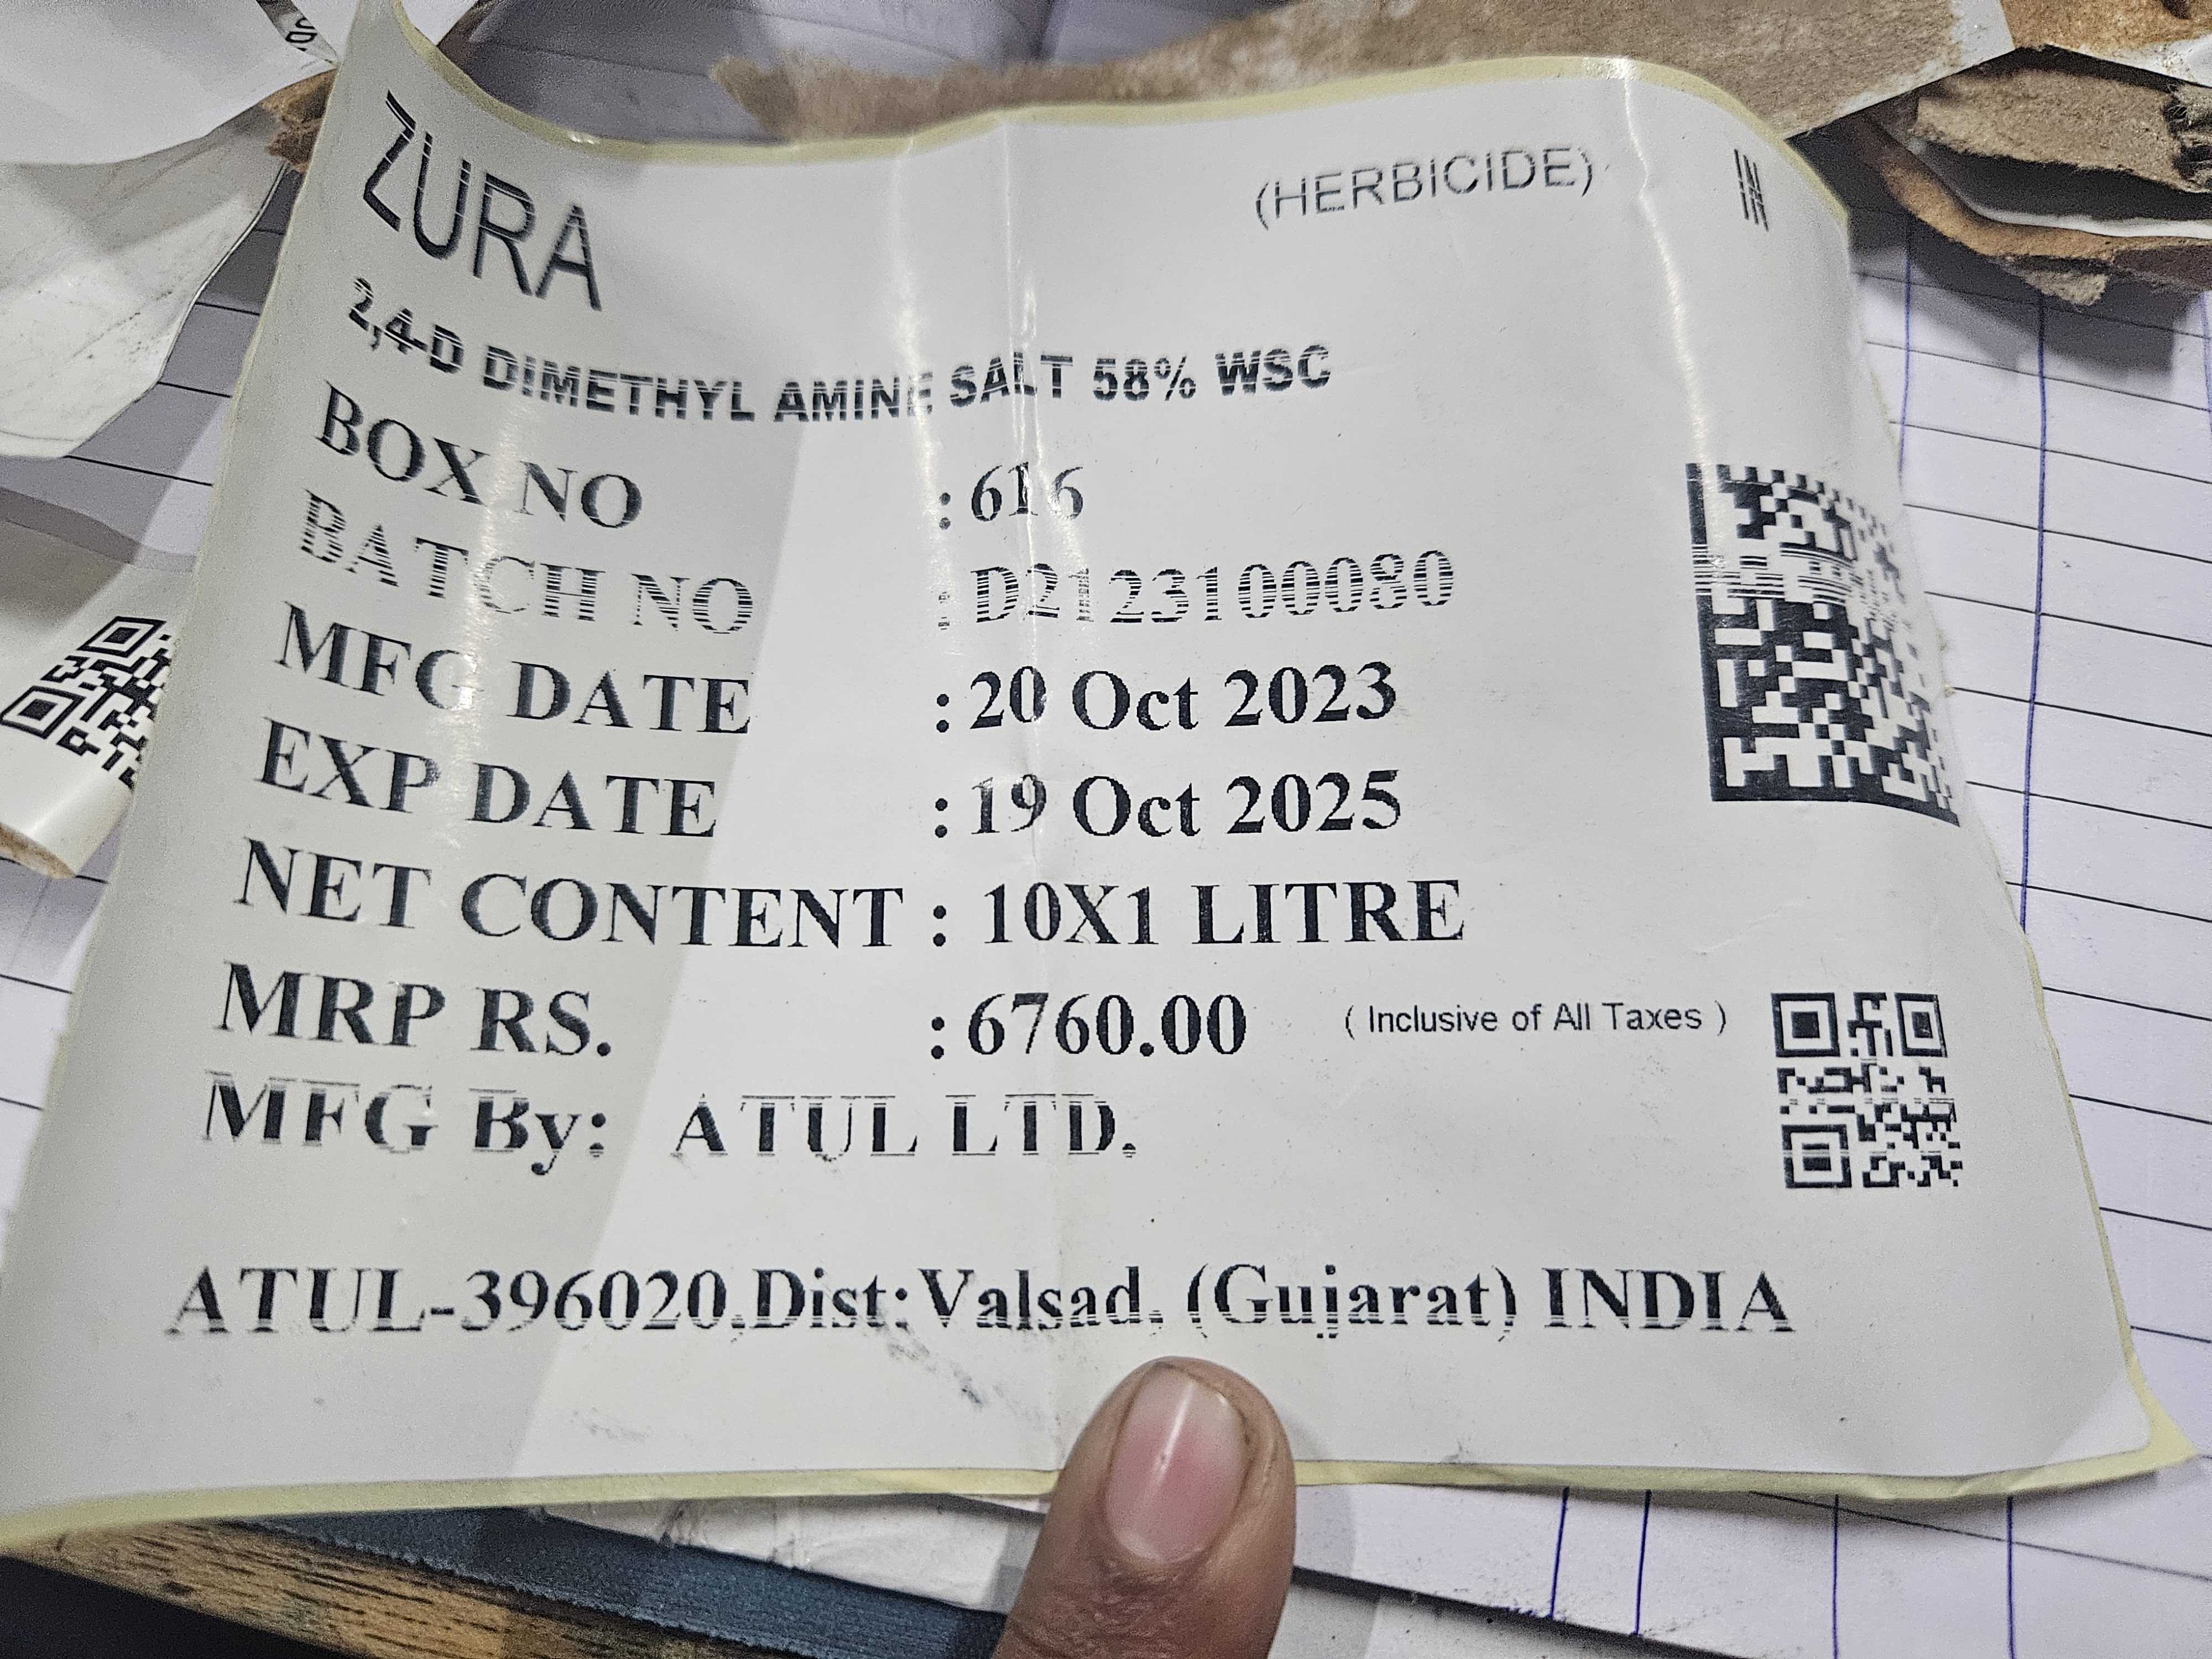 ZURA
(HERBICIDE)
IN
2,4-D DIMETHYL AMINE SALT 58% WSC
BOX NO : 616
BATCH NO : D2123100080
MFG DATE : 20 Oct 2023
EXP DATE : 19 Oct 2025
NET CONTENT : 10X1 LITRE
MRP RS. : 6760.00 ( Inclusive of All Taxes )
MFG By: ATUL LTD.
ATUL-396020,Dist:Valsad, (Gujarat) INDIA